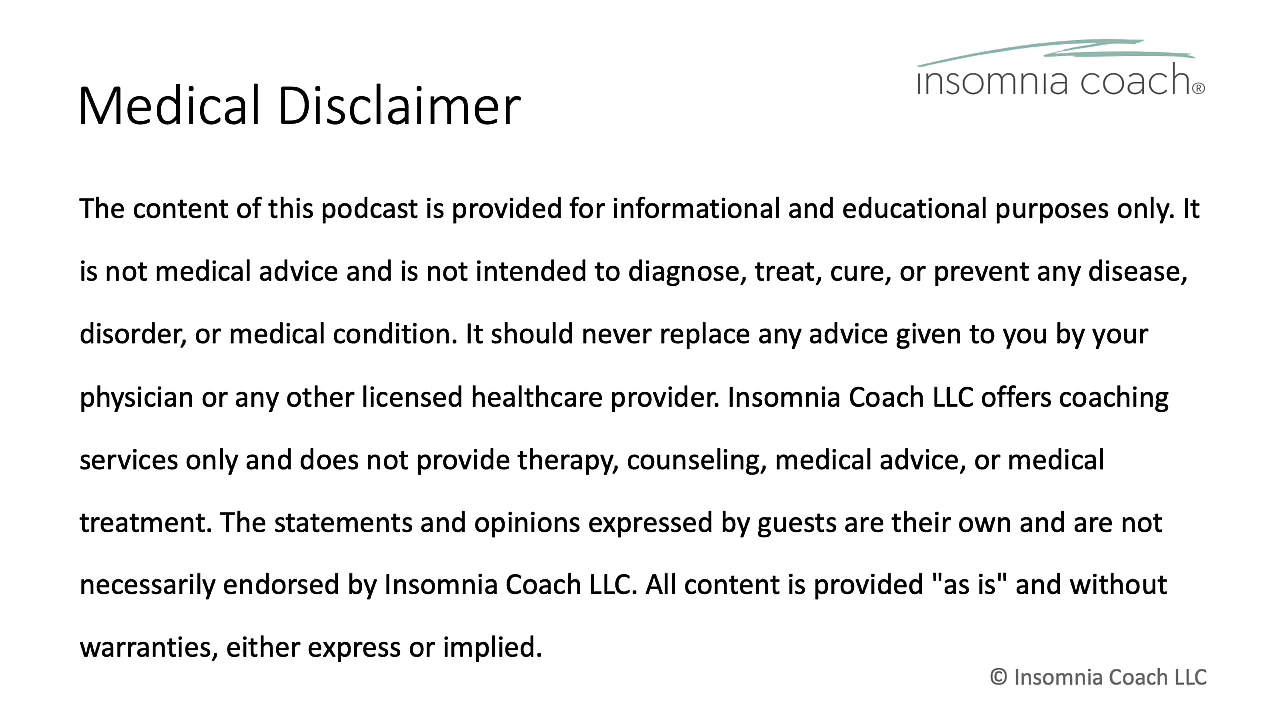 insomnia coach®
Medical Disclaimer
The content of this podcast is provided for informational and educational purposes only. It
is not medical advice and is not intended to diagnose, treat, cure, or prevent any disease,
disorder, or medical condition. It should never replace any advice given to you by your
physician or any other licensed healthcare provider. Insomnia Coach LLC offers coaching
services only and does not provide therapy, counseling, medical advice, or medical
treatment. The statements and opinions expressed by guests are their own and are not
necessarily endorsed by Insomnia Coach LLC. All content is provided "as is" and without
warranties, either express or implied.
© Insomnia Coach LLC